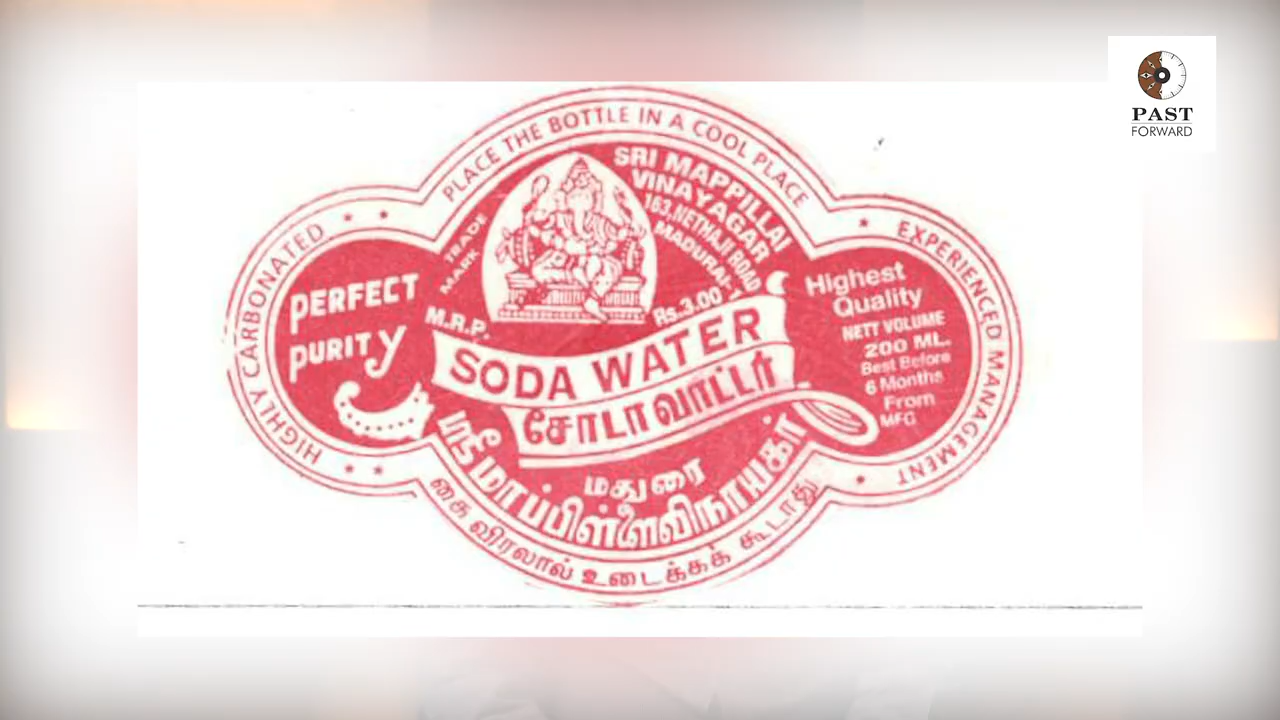 PAST
FORWARD
PLACE THE BOTTLE IN A COOL PLACE
HIGHLY CARBONATED
EXPERIENCED MANAGEMENT
TRADE
MARK
SRI MAPPILLAI
VINAYAGAR
163,NETHAJI ROAD
MADURAI-1
PERFECT
PURITY
M.R.P.
Rs.3.00
Highest
Quality
NETT VOLUME
200 ML.
Best Before
6 Months
From
MFG
SODA WATER
சோடா வாட்டர்
மதுரை
ஸ்ரீ மாப்பிள்ளைவிநாயகர்
கை விரலால் உடைக்கக் கூடாது